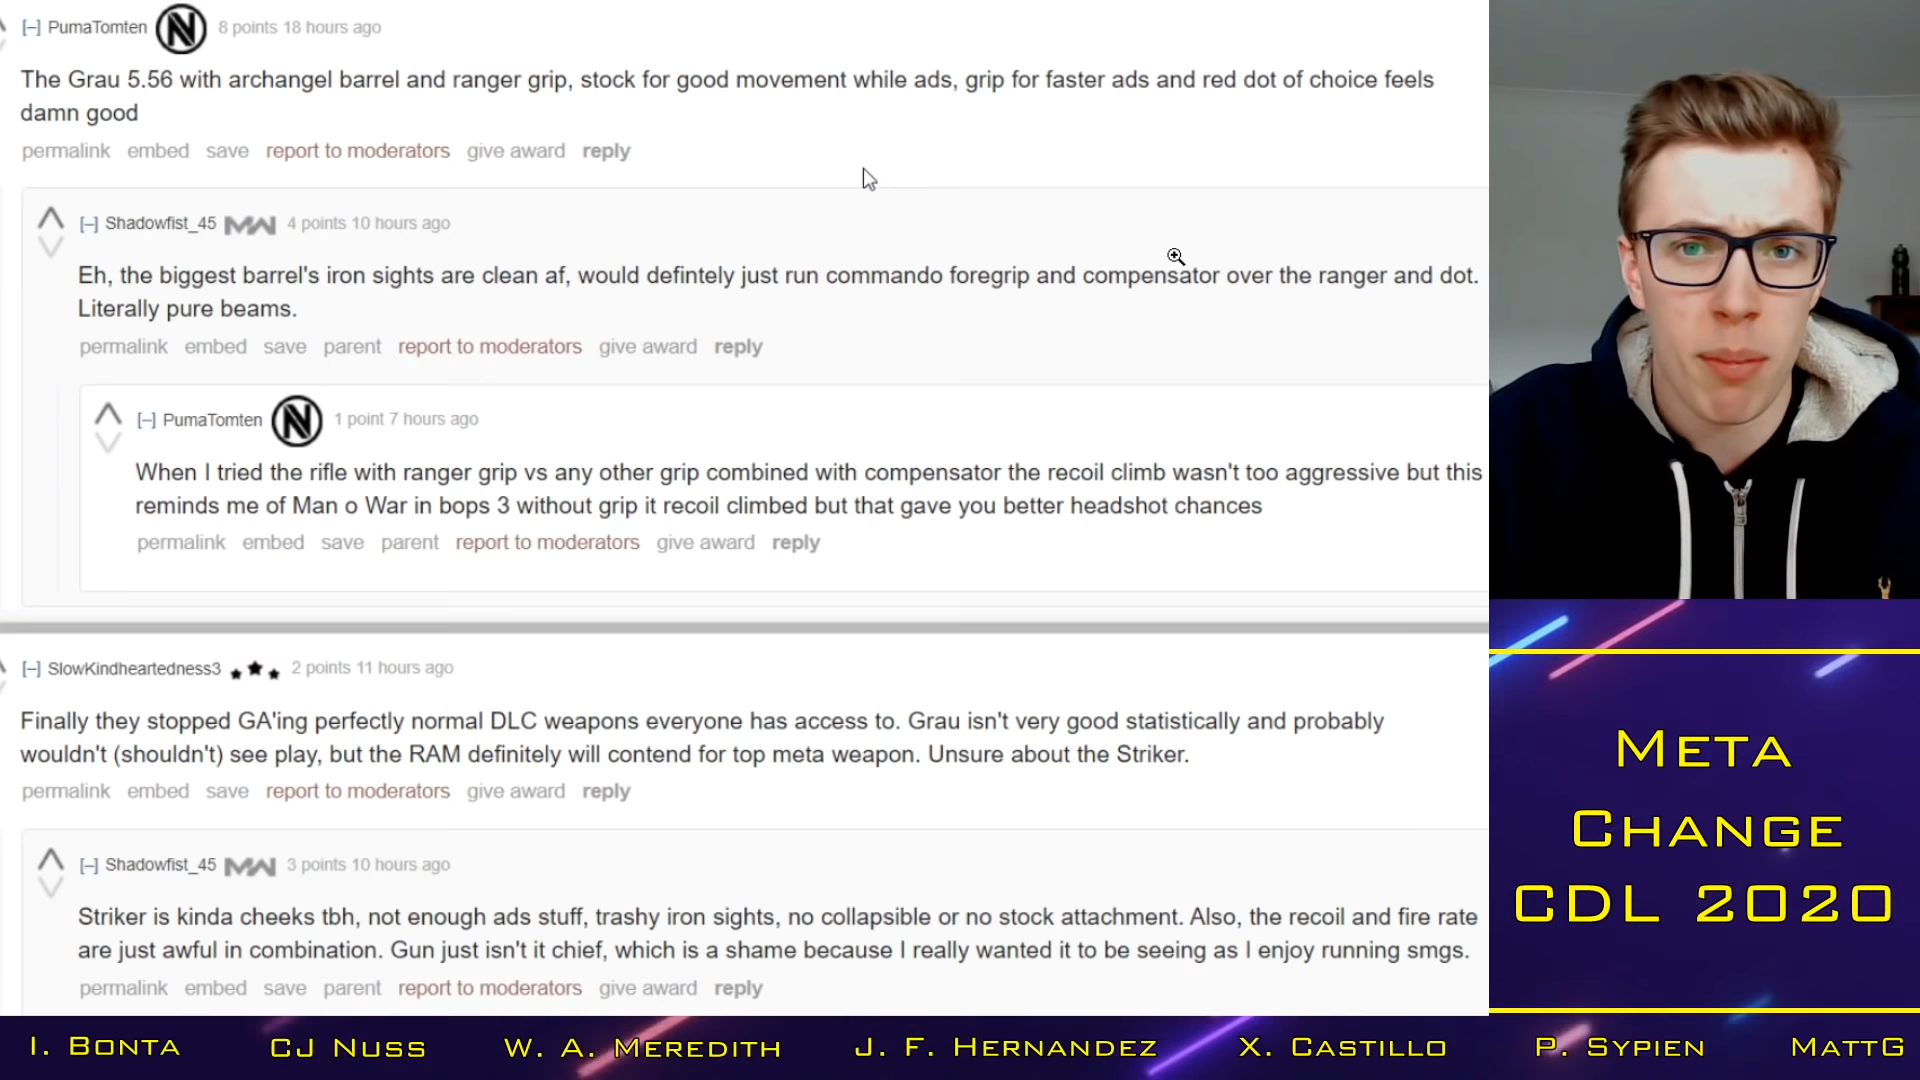 [–] PumaTomten N 8 points 18 hours ago
The Grau 5.56 with archangel barrel and ranger grip, stock for good movement while ads, grip for faster ads and red dot of choice feels
damn good
permalink embed save report to moderators give award reply
[–] Shadowfist_45 MW 4 points 10 hours ago
Eh, the biggest barrel's iron sights are clean af, would defintely just run commando foregrip and compensator over the ranger and dot.
Literally pure beams.
permalink embed save parent report to moderators give award reply
[–] PumaTomten N 1 point 7 hours ago
When I tried the rifle with ranger grip vs any other grip combined with compensator the recoil climb wasn't too aggressive but this
reminds me of Man o War in bops 3 without grip it recoil climbed but that gave you better headshot chances
permalink embed save parent report to moderators give award reply
[–] SlowKindheartedness3 2 points 11 hours ago
Finally they stopped GA'ing perfectly normal DLC weapons everyone has access to. Grau isn't very good statistically and probably
wouldn't (shouldn't) see play, but the RAM definitely will contend for top meta weapon. Unsure about the Striker.
permalink embed save report to moderators give award reply
[–] Shadowfist_45 MW 3 points 10 hours ago
Striker is kinda cheeks tbh, not enough ads stuff, trashy iron sights, no collapsible or no stock attachment. Also, the recoil and fire rate
are just awful in combination. Gun just isn't it chief, which is a shame because I really wanted it to be seeing as I enjoy running smgs.
permalink embed save parent report to moderators give award reply
META
CHANGE
CDL 2020
I. BONTA CJ NUSS W. A. MEREDITH J. F. HERNANDEZ X. CASTILLO P. SYPIEN MATTG